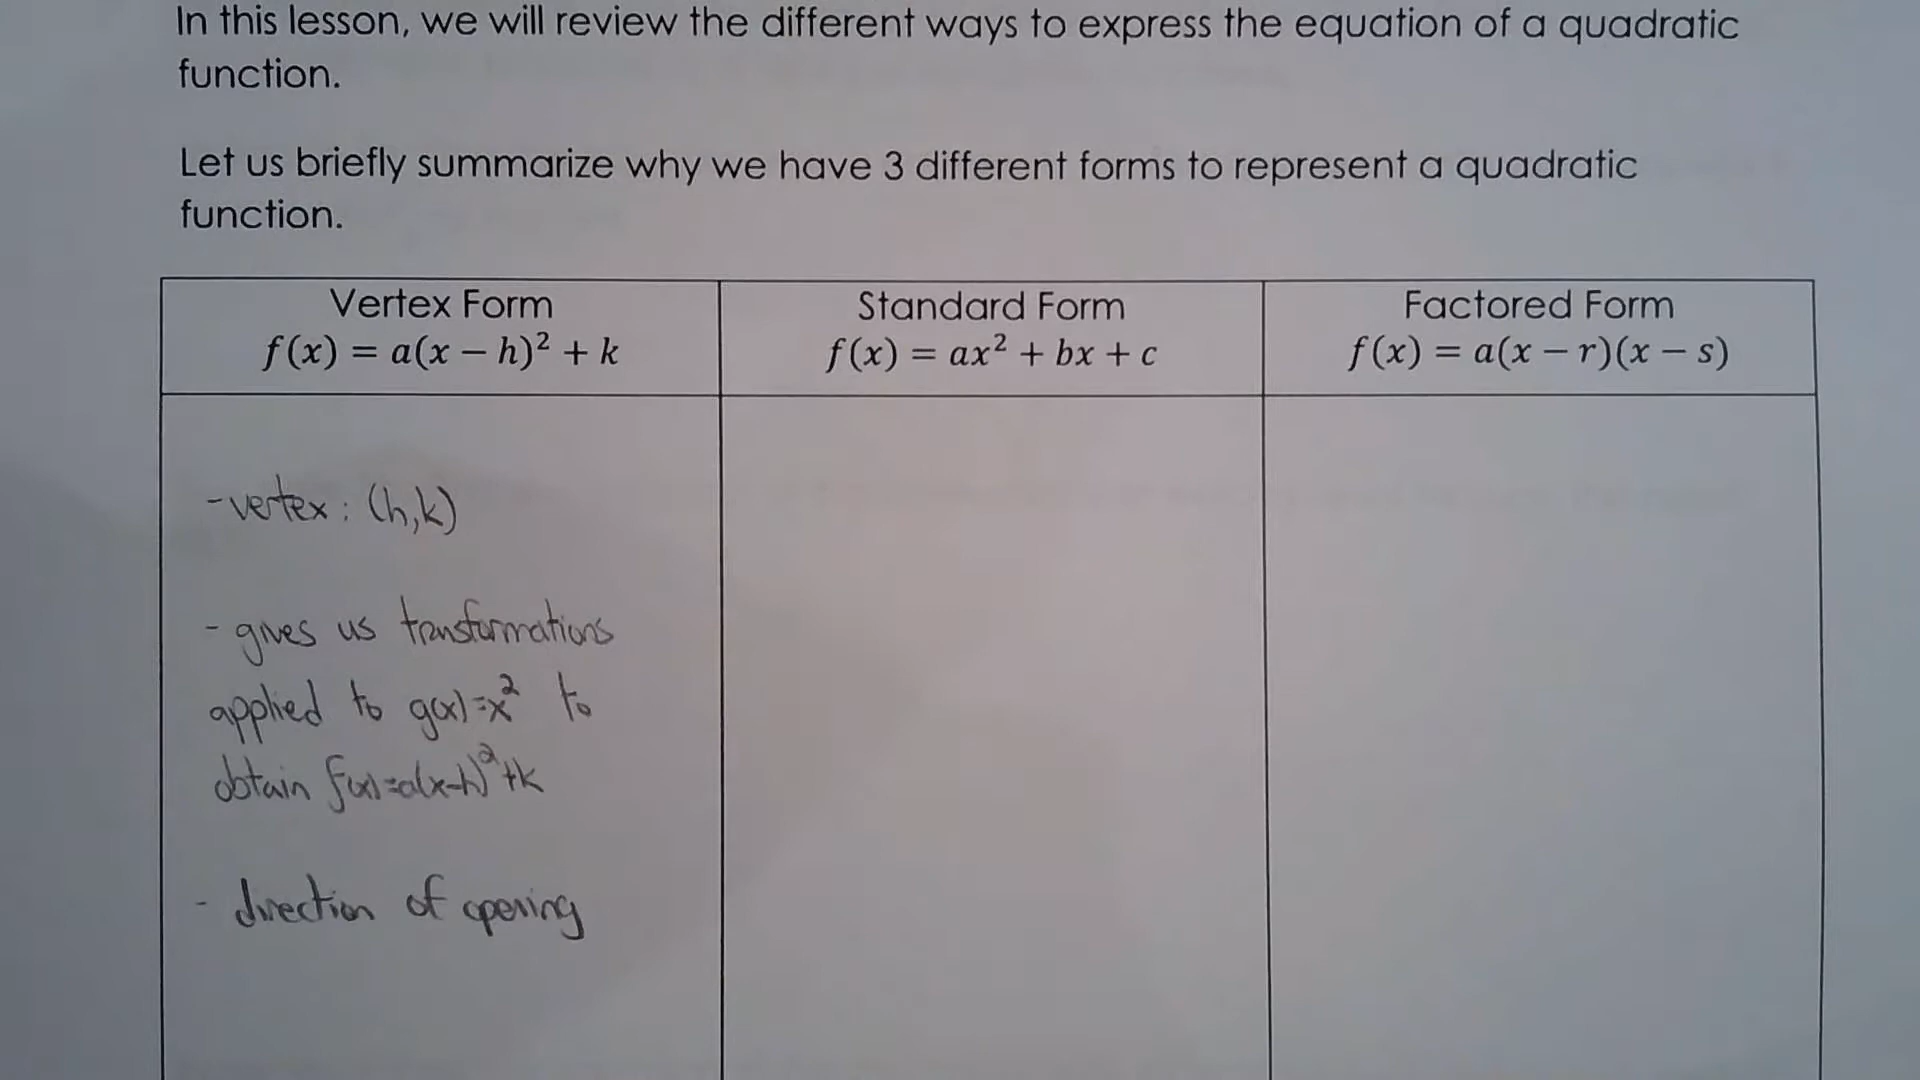 In this lesson, we will review the different ways to express the equation of a quadratic
function.
Let us briefly summarize why we have 3 different forms to represent a quadratic
function.
Vertex Form
f(x) = a(x − h)² + k
Standard Form
f(x) = ax² + bx + c
Factored Form
f(x) = a(x − r)(x − s)
- vertex: (h,k)
- gives us transformations
applied to g(x)=x² to
obtain f(x)=a(x-h)²+k
- direction of opening